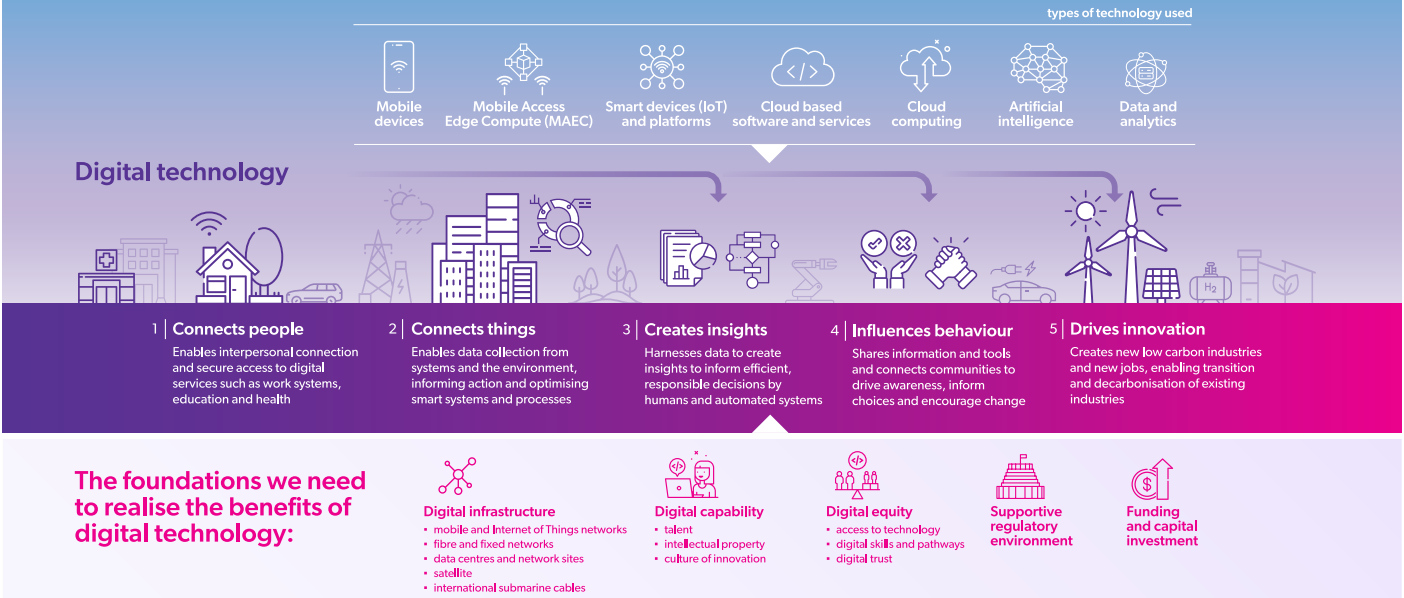 types of technology used
Mobile
devices
Mobile Access
Edge Compute (MAEC)
Smart devices (IoT)
and platforms
Cloud based
software and services
Cloud
computing
Artificial
intelligence
Data and
analytics
Digital technology
H2
1 | Connects people
Enables interpersonal connection
and secure access to digital
services such as work systems,
education and health
2 | Connects things
Enables data collection from
systems and the environment,
informing action and optimising
smart systems and processes
3 | Creates insights
Harnesses data to create
insights to inform efficient,
responsible decisions by
humans and automated systems
4 | Influences behaviour
Shares information and tools
and connects communities to
drive awareness, inform
choices and encourage change
5 | Drives innovation
Creates new low carbon industries
and new jobs, enabling transition
and decarbonisation of existing
industries
The foundations we need
to realise the benefits of
digital technology:
Digital infrastructure
• mobile and Internet of Things networks
• fibre and fixed networks
• data centres and network sites
• satellite
• international submarine cables
Digital capability
• talent
• intellectual property
• culture of innovation
Digital equity
• access to technology
• digital skills and pathways
• digital trust
Supportive
regulatory
environment
$
Funding
and capital
investment